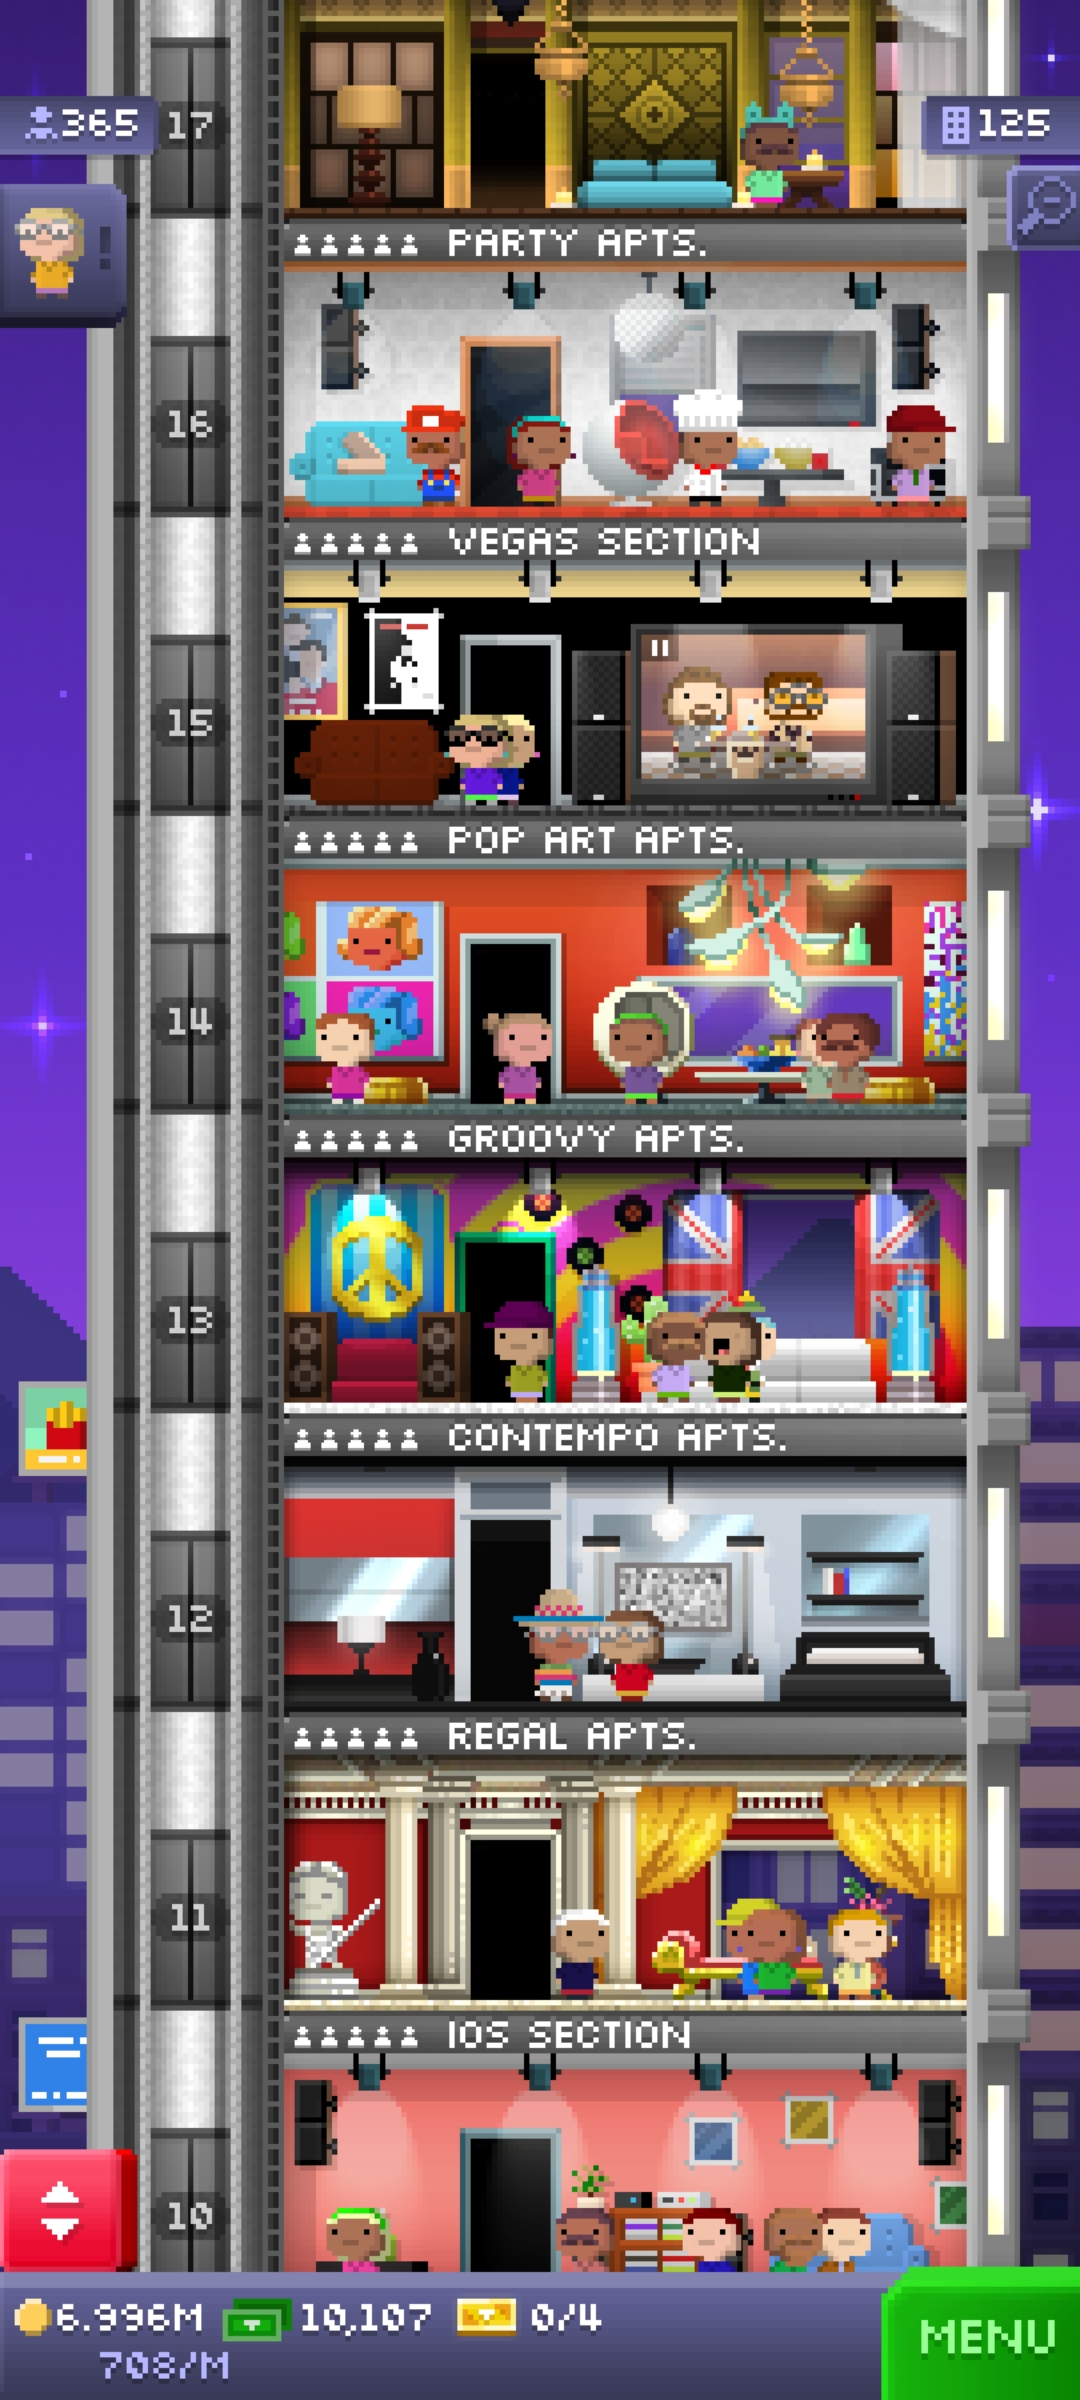 365
17
125
!
PARTY APTS.
16
VEGAS SECTION
15
POP ART APTS.
14
GROOVY APTS.
13
CONTEMPO APTS.
12
REGAL APTS.
11
IOS SECTION
10
6.996M 10,107 0/4
708/M
MENU